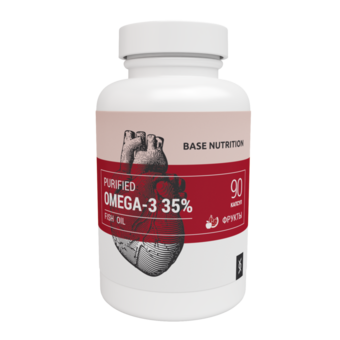 BASE NUTRITION
PURIFIED
OMEGA-3 35%
FISH OIL
90
КАПСУЛ
ФРУКТЫ